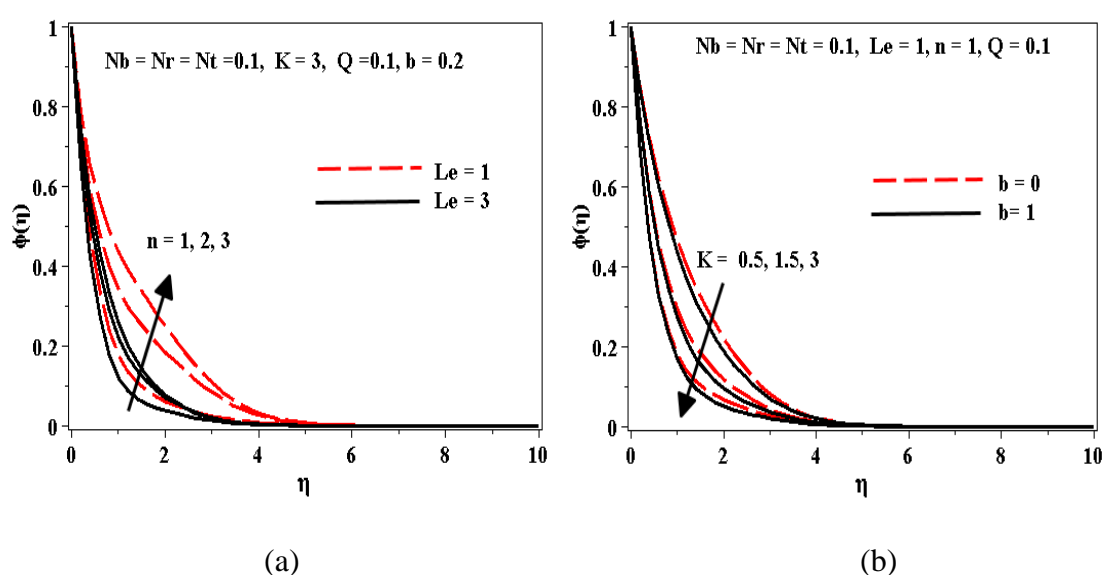 Nb = Nr = Nt =0.1, K = 3, Q =0.1, b = 0.2
Le = 1
Le = 3
n = 1, 2, 3
ϕ(η)
1
0.8
0.6
0.4
0.2
0
0 2 4 6 8 10
η
(a)
Nb = Nr = Nt = 0.1, Le = 1, n = 1, Q = 0.1
b = 0
b= 1
K = 0.5, 1.5, 3
ϕ(η)
1
0.8
0.6
0.4
0.2
0
0 2 4 6 8 10
η
(b)